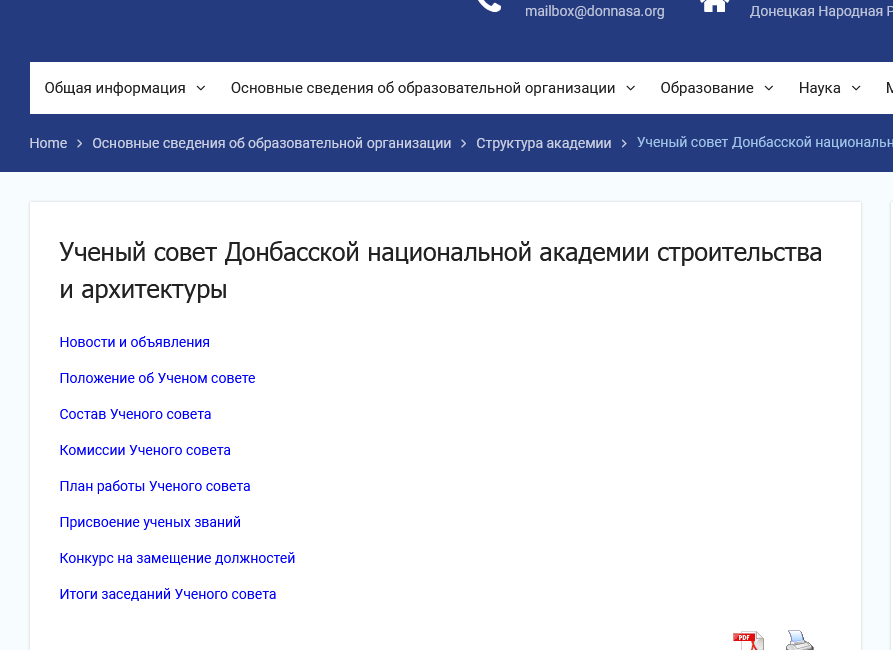 mailbox@donnasa.org
Донецкая Народная
Общая информация
Основные сведения об образовательной организации
Образование
Наука
Home
Основные сведения об образовательной организации
Структура академии
Ученый совет Донбасской
Ученый совет Донбасской национальной академии строительства
и архитектуры
Новости и объявления
Положение об Ученом совете
Состав Ученого совета
Комиссии Ученого совета
План работы Ученого совета
Присвоение ученых званий
Конкурс на замещение должностей
Итоги заседаний Ученого совета
PDF